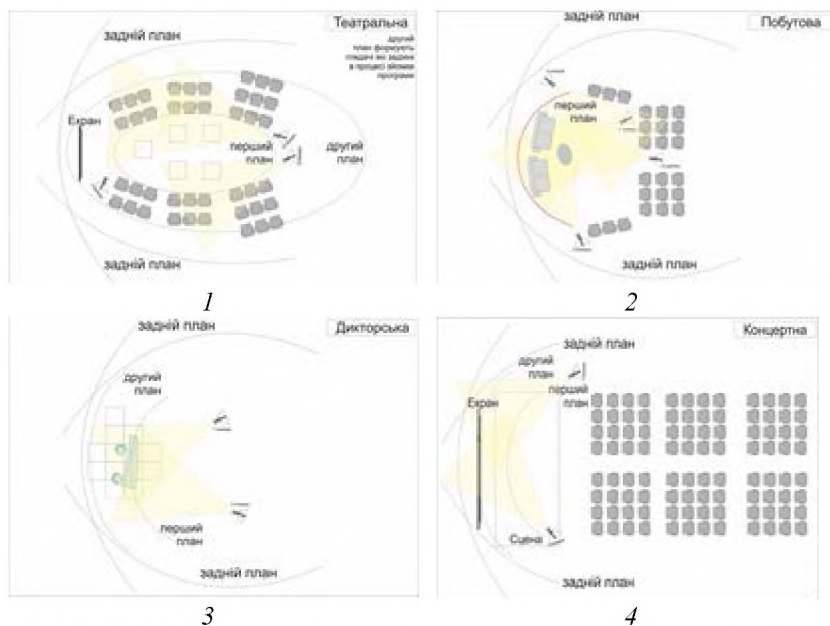 Театральна
задній план
другий
план формують
глядачі які задіяні
в процесі зйомки
програми
Екран
перший
план
другий
план
задній план
1
Побутова
задній план
перший
план
задній план
2
Дикторська
задній план
другий
план
перший
план
задній план
3
Концертна
задній план
другий
план
перший
план
Екран
Сцена
задній план
4